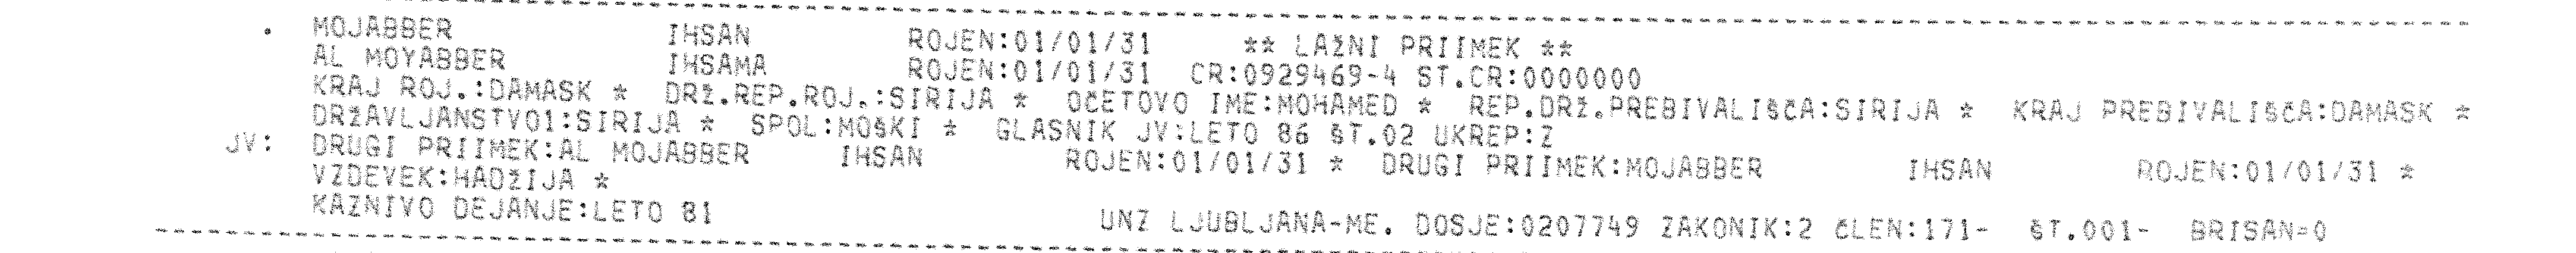 . MOJABBER IHSAN ROJEN:01/01/31 ** LAŽNI PRIIMEK **
AL MOYABBER IHSAMA ROJEN:01/01/31 CR:0929469-4 ST.CR:0000000
KRAJ ROJ.:DAMASK * DRŽ.REP.ROJ.:SIRIJA * OČETOVO IME:MOHAMED * REP.DRŽ.PREBIVALIŠČA:SIRIJA * KRAJ PREBIVALIŠČA:DAMASK *
DRŽAVLJANSTVO1:SIRIJA * SPOL:MOŠKI * GLASNIK JV:LETO 86 ŠT.02 UKREP:Z
JV: DRUGI PRIIMEK:AL MOJABBER IHSAN ROJEN:01/01/31 * DRUGI PRIIMEK:MOJABBER IHSAN ROJEN:01/01/31 *
VZDEVEK:HADŽIJA *
KAZNIVO DEJANJE:LETO 81 UNZ LJUBLJANA-ME. DOSJE:0207749 ZAKONIK:2 ČLEN:171- ŠT.001- BRISAN=0